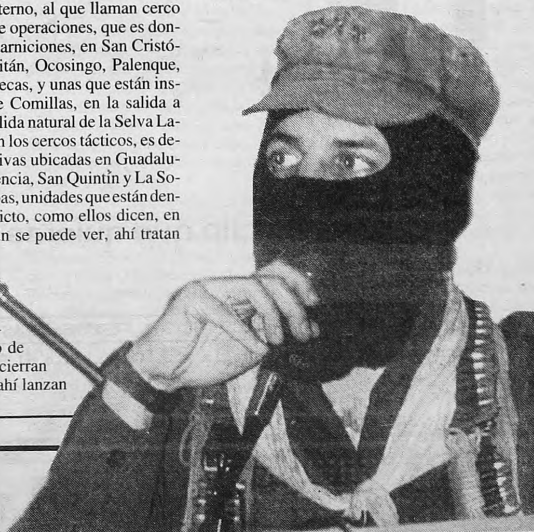 terno, al que llaman cerco
e operaciones, que es don-
arniciones, en San Cristó-
itán, Ocosingo, Palenque,
ecas, y unas que están ins-
e Comillas, en la salida a
lida natural de la Selva La-
n los cercos tácticos, es de-
ivas ubicadas en Guadalu-
encia, San Quintín y La So-
as, unidades que están den-
icto, como ellos dicen, en
n se puede ver, ahí tratan
o de
cierran
ahí lanzan